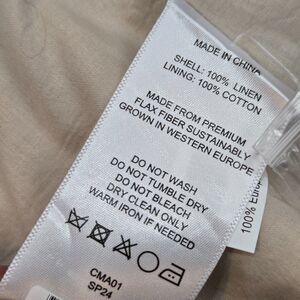 MADE IN CHINA
SHELL: 100% LINEN
LINING: 100% COTTON
MADE FROM PREMIUM
FLAX FIBER SUSTAINABLY
GROWN IN WESTERN EUROPE
DO NOT WASH
DO NOT TUMBLE DRY
DO NOT BLEACH
DRY CLEAN ONLY
WARM IRON IF NEEDED
CMA01
SP24
100%